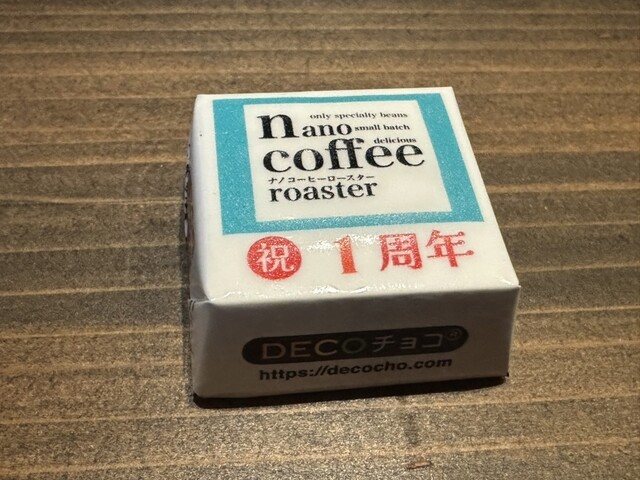 only specialty beans
nano small batch
delicious
coffee
ナノコーヒーロースター
roaster
祝 1周年
DECOチョコ®
https://decocho.com